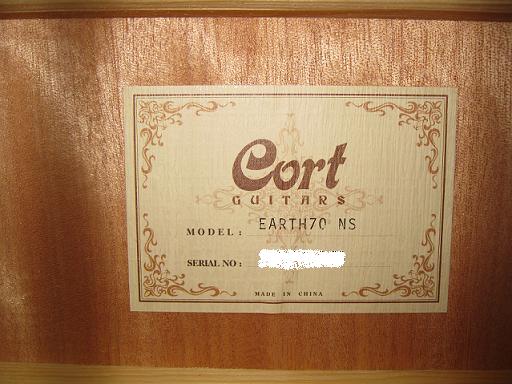 Cort
GUITARS
MODEL: EARTH70 NS
SERIAL NO:
MADE IN CHINA